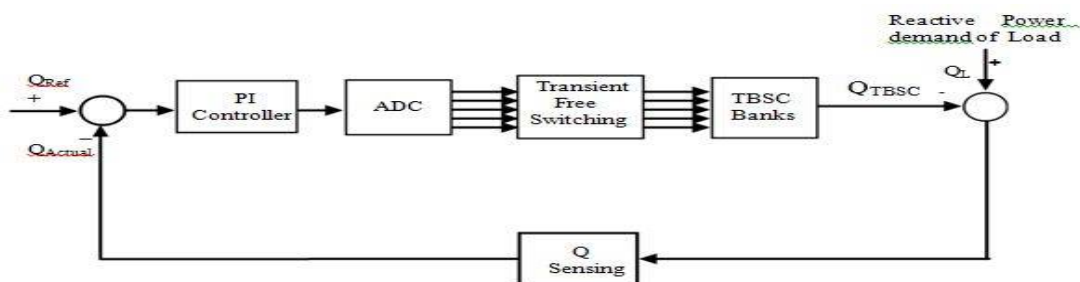 Reactive Power
demand of Load
QRef
+
PI
Controller
ADC
Transient
Free
Switching
TBSC
Banks
QTBSC
-
QL
+
−
QActual
Q
Sensing